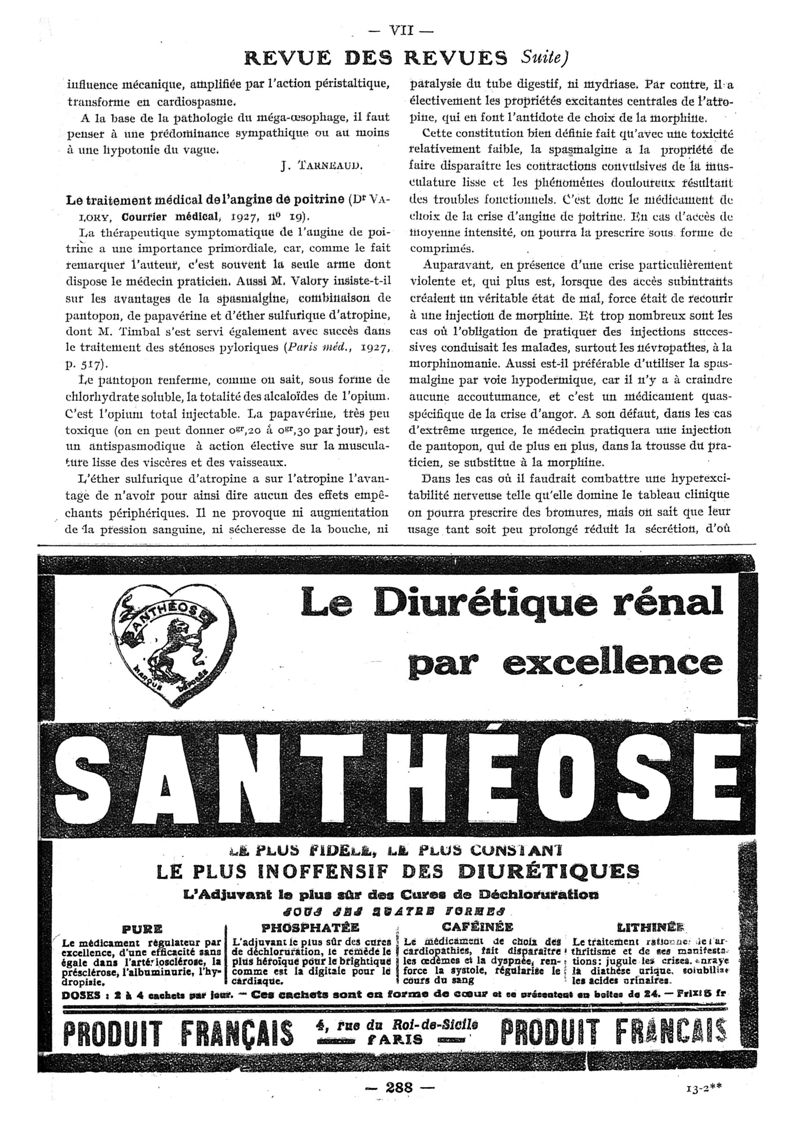 — VII —
REVUE DES REVUES Suite)
influence mécanique, amplifiée par l'action péristaltique,
transforme en cardiospasme.
A la base de la pathologie du méga-œsophage, il faut
penser à une prédominance sympathique ou au moins
à une hypotonie du vague.
J. TARNEAUD.
Le traitement médical de l'angine de poitrine (Dr VA-
LORY, Courrier médical, 1927, no 19).
La thérapeutique symptomatique de l'angine de poi-
trine a une importance primordiale, car, comme le fait
remarquer l'auteur, c'est souvent la seule arme dont
dispose le médecin praticien. Aussi M. Valory insiste-t-il
sur les avantages de la spasmalgine, combinaison de
pantopon, de papavérine et d'éther sulfurique d'atropine,
dont M. Timbal s'est servi également avec succès dans
le traitement des sténoses pyloriques (Paris méd., 1927,
p. 517).
Le pantopon renferme, comme on sait, sous forme de
chlorhydrate soluble, la totalité des alcaloïdes de l'opium.
C'est l'opium total injectable. La papavérine, très peu
toxique (on en peut donner 0gr,20 à 0gr,30 par jour), est
un antispasmodique à action élective sur la muscula-
ture lisse des viscères et des vaisseaux.
L'éther sulfurique d'atropine a sur l'atropine l'avan-
tage de n'avoir pour ainsi dire aucun des effets empê-
chants périphériques. Il ne provoque ni augmentation
de la pression sanguine, ni sécheresse de la bouche, ni
paralysie du tube digestif, ni mydriase. Par contre, il a
électivement les propriétés excitantes centrales de l'atro-
pine, qui en font l'antidote de choix de la morphine.
Cette constitution bien définie fait qu'avec une toxicité
relativement faible, la spasmalgine a la propriété de
faire disparaître les contractions convulsives de la mus-
culature lisse et les phénomènes douloureux résultant
des troubles fonctionnels. C'est donc le médicament de
choix de la crise d'angine de poitrine. En cas d'accès de
moyenne intensité, on pourra la prescrire sous forme de
comprimés.
Auparavant, en présence d'une crise particulièrement
violente et, qui plus est, lorsque des accès subintrants
créaient un véritable état de mal, force était de recourir
à une injection de morphine. Et trop nombreux sont les
cas où l'obligation de pratiquer des injections succes-
sives conduisait les malades, surtout les névropathes, à la
morphinomanie. Aussi est-il préférable d'utiliser la spas-
malgine par voie hypodermique, car il n'y a à craindre
aucune accoutumance, et c'est un médicament quas-
spécifique de la crise d'angor. A son défaut, dans les cas
d'extrême urgence, le médecin pratiquera une injection
de pantopon, qui de plus en plus, dans la trousse du pra-
ticien, se substitue à la morphine.
Dans les cas où il faudrait combattre une hyperexci-
tabilité nerveuse telle qu'elle domine le tableau clinique
on pourra prescrire des bromures, mais on sait que leur
usage tant soit peu prolongé réduit la sécrétion, d'où
SANTHÉOSE
MARQUE DÉPOSÉE
Le Diurétique rénal
par excellence
SANTHÉOSE
LE PLUS FIDÈLE, LE PLUS CONSTANT
LE PLUS INOFFENSIF DES DIURÉTIQUES
L'Adjuvant le plus sûr des Cures de Déchloruration
SOUS SES QUATRE FORMES
PURE
Le médicament régulateur par
excellence, d'une efficacité sans
égale dans l'artériosclérose, la
présclérose, l'albuminurie, l'hy-
dropisie.
PHOSPHATÉE
L'adjuvant le plus sûr des cures
de déchloruration, le remède le
plus héroïque pour le brightique
comme est la digitale pour le
cardiaque.
CAFÉINÉE
Le médicament de choix des
cardiopathies, fait disparaître
les œdèmes et la dyspnée, ren-
force la systole, régularise le
cours du sang
LITHINÉE
Le traitement rationnel de l'ar-
thritisme et de ses manifesta-
tions; jugule les crises, enraye
la diathèse urique, solubilise
les acides urinaires.
DOSES : 2 à 4 cachets par jour. — Ces cachets sont en forme de cœur et se présentent en boîtes de 24. — Prix 5 fr
PRODUIT FRANÇAIS
4, rue du Roi-de-Sicile
PARIS
PRODUIT FRANÇAIS
— 288 —
13-2**